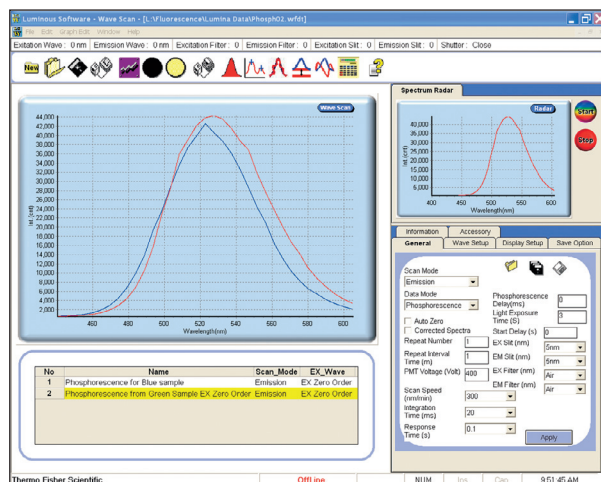 Luminous Software - Wave Scan - [L:\Fluorescence\Lumina Data\Phosph02.wfdt]
File Edit Graph Edit Window Help
Exitation Wave : 0 nm Emission Wave : 0 nm Excitation Filter : 0 Emission Filter : 0 Excitation Slit : 0 Emission Slit : 0 Shutter : Close
New
Wave Scan
44,000
42,000
40,000
38,000
36,000
34,000
32,000
30,000
28,000
26,000
24,000
22,000
20,000
18,000
16,000
14,000
12,000
10,000
8,000
6,000
4,000
2,000
Int.(cnt)
460 480 500 520 540 560 580 600
Wavelength(nm)
No Name Scan_Mode EX_Wave
1 Phosphorescence for Blue sample Emission EX Zero Order
2 Phosphorescence from Green Sample EX Zero Order Emission EX Zero Order
Spectrum Radar
Radar
40,000
35,000
30,000
25,000
20,000
15,000
10,000
Int.(cnt)
400 450 500 550 600
Wavelength(nm)
Start
Stop
Information Accessory
General Wave Setup Display Setup Save Option
Scan Mode
Emission
Data Mode
Phosphorescence
Auto Zero
Corrected Spectra
Repeat Number 1
Repeat Interval Time (m) 1
PMT Voltage (Volt) 400
Scan Speed (nm/min) 300
Integration Time (ms) 20
Response Time (s) 0.1
Phosphorescence Delay(ms) 0
Light Exposure Time (S) 3
Start Delay (s) 0
EX Slit (nm) 5nm
EM Slit (nm) 5nm
EX Filter (nm) Air
EM Filter (nm) Air
Apply
Thermo Fisher Scientific OffLine NUM Ins Cap 9:51:45 AM